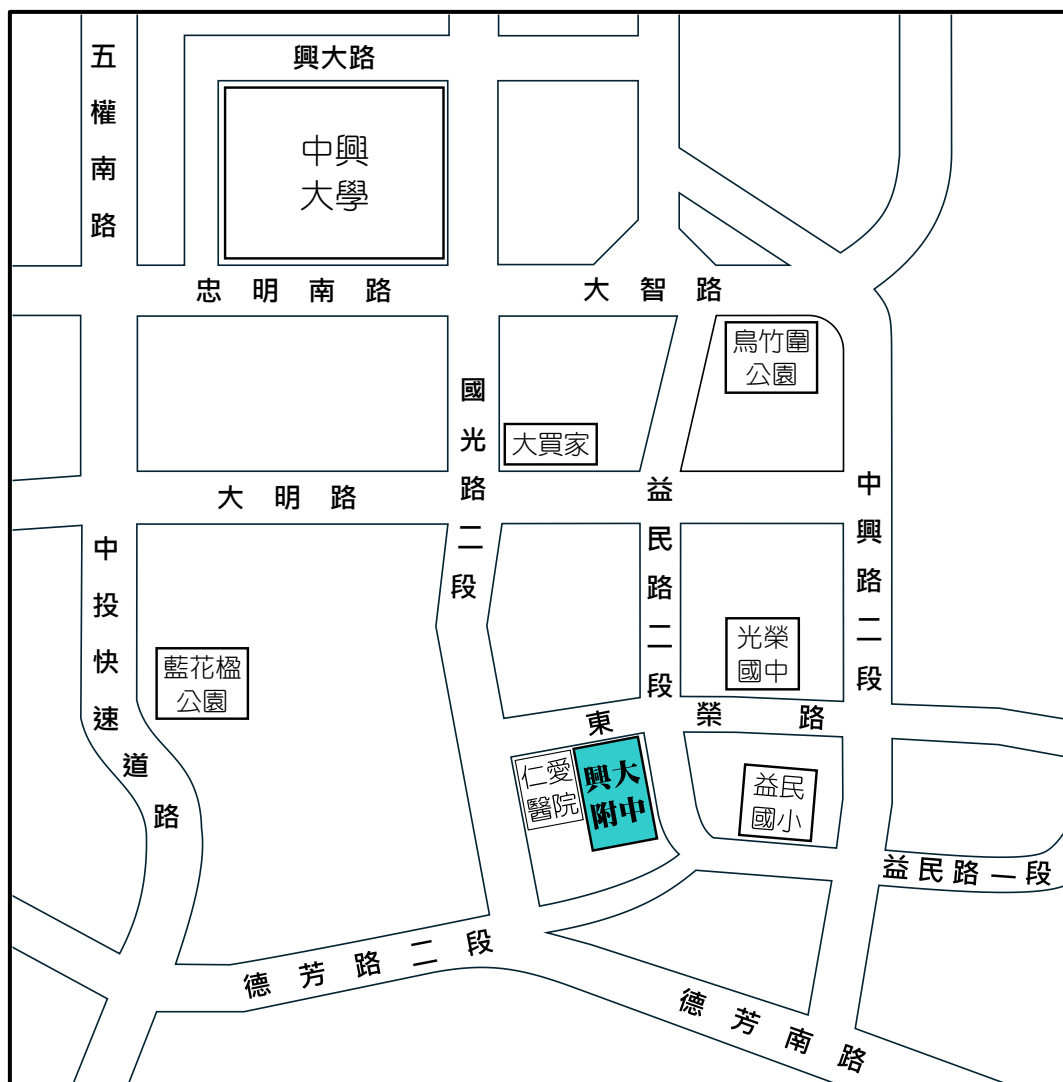 五權南路
興大路
中興
大學
忠明南路
大智路
鳥竹圍
公園
國光路二段
大買家
大明路
益民路二段
中興路二段
中投快速道路
藍花楹
公園
光榮
國中
東榮路
仁愛
醫院
興大
附中
益民
國小
益民路一段
德芳路二段
德芳南路